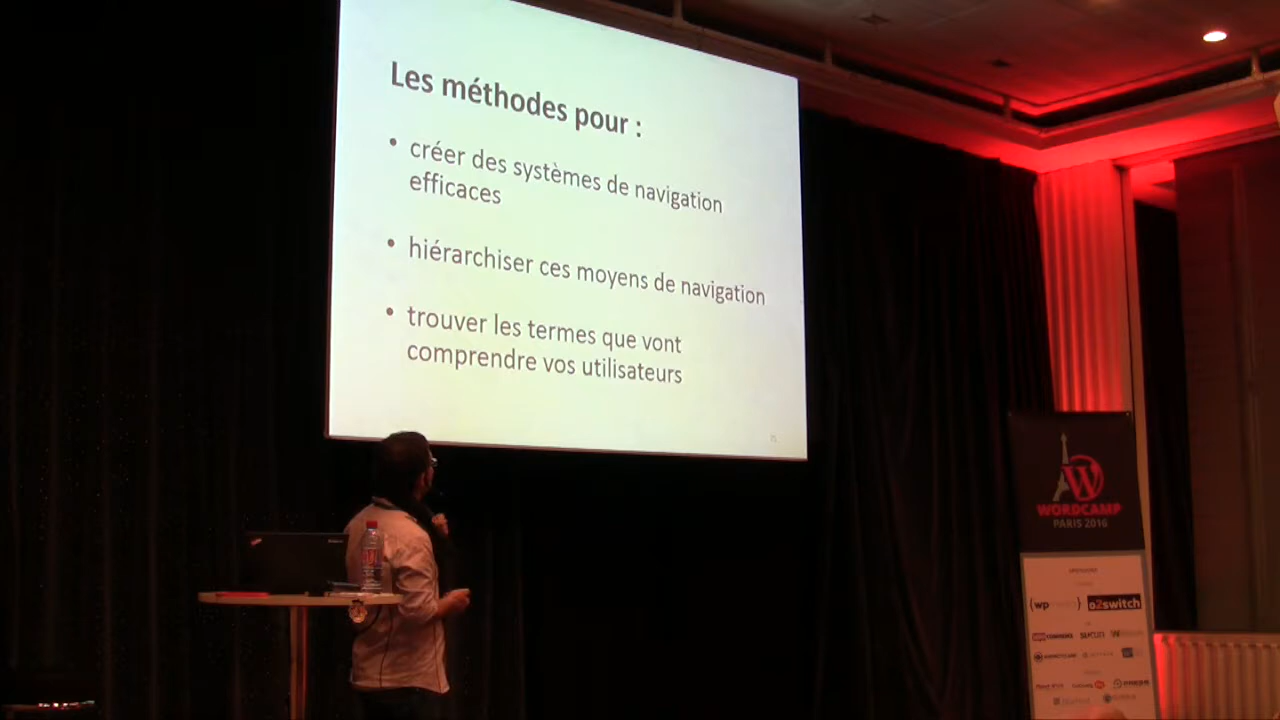 Les méthodes pour :
• créer des systèmes de navigation
efficaces
• hiérarchiser ces moyens de navigation
• trouver les termes que vont
comprendre vos utilisateurs
WORDCAMP
PARIS 2016
o2switch